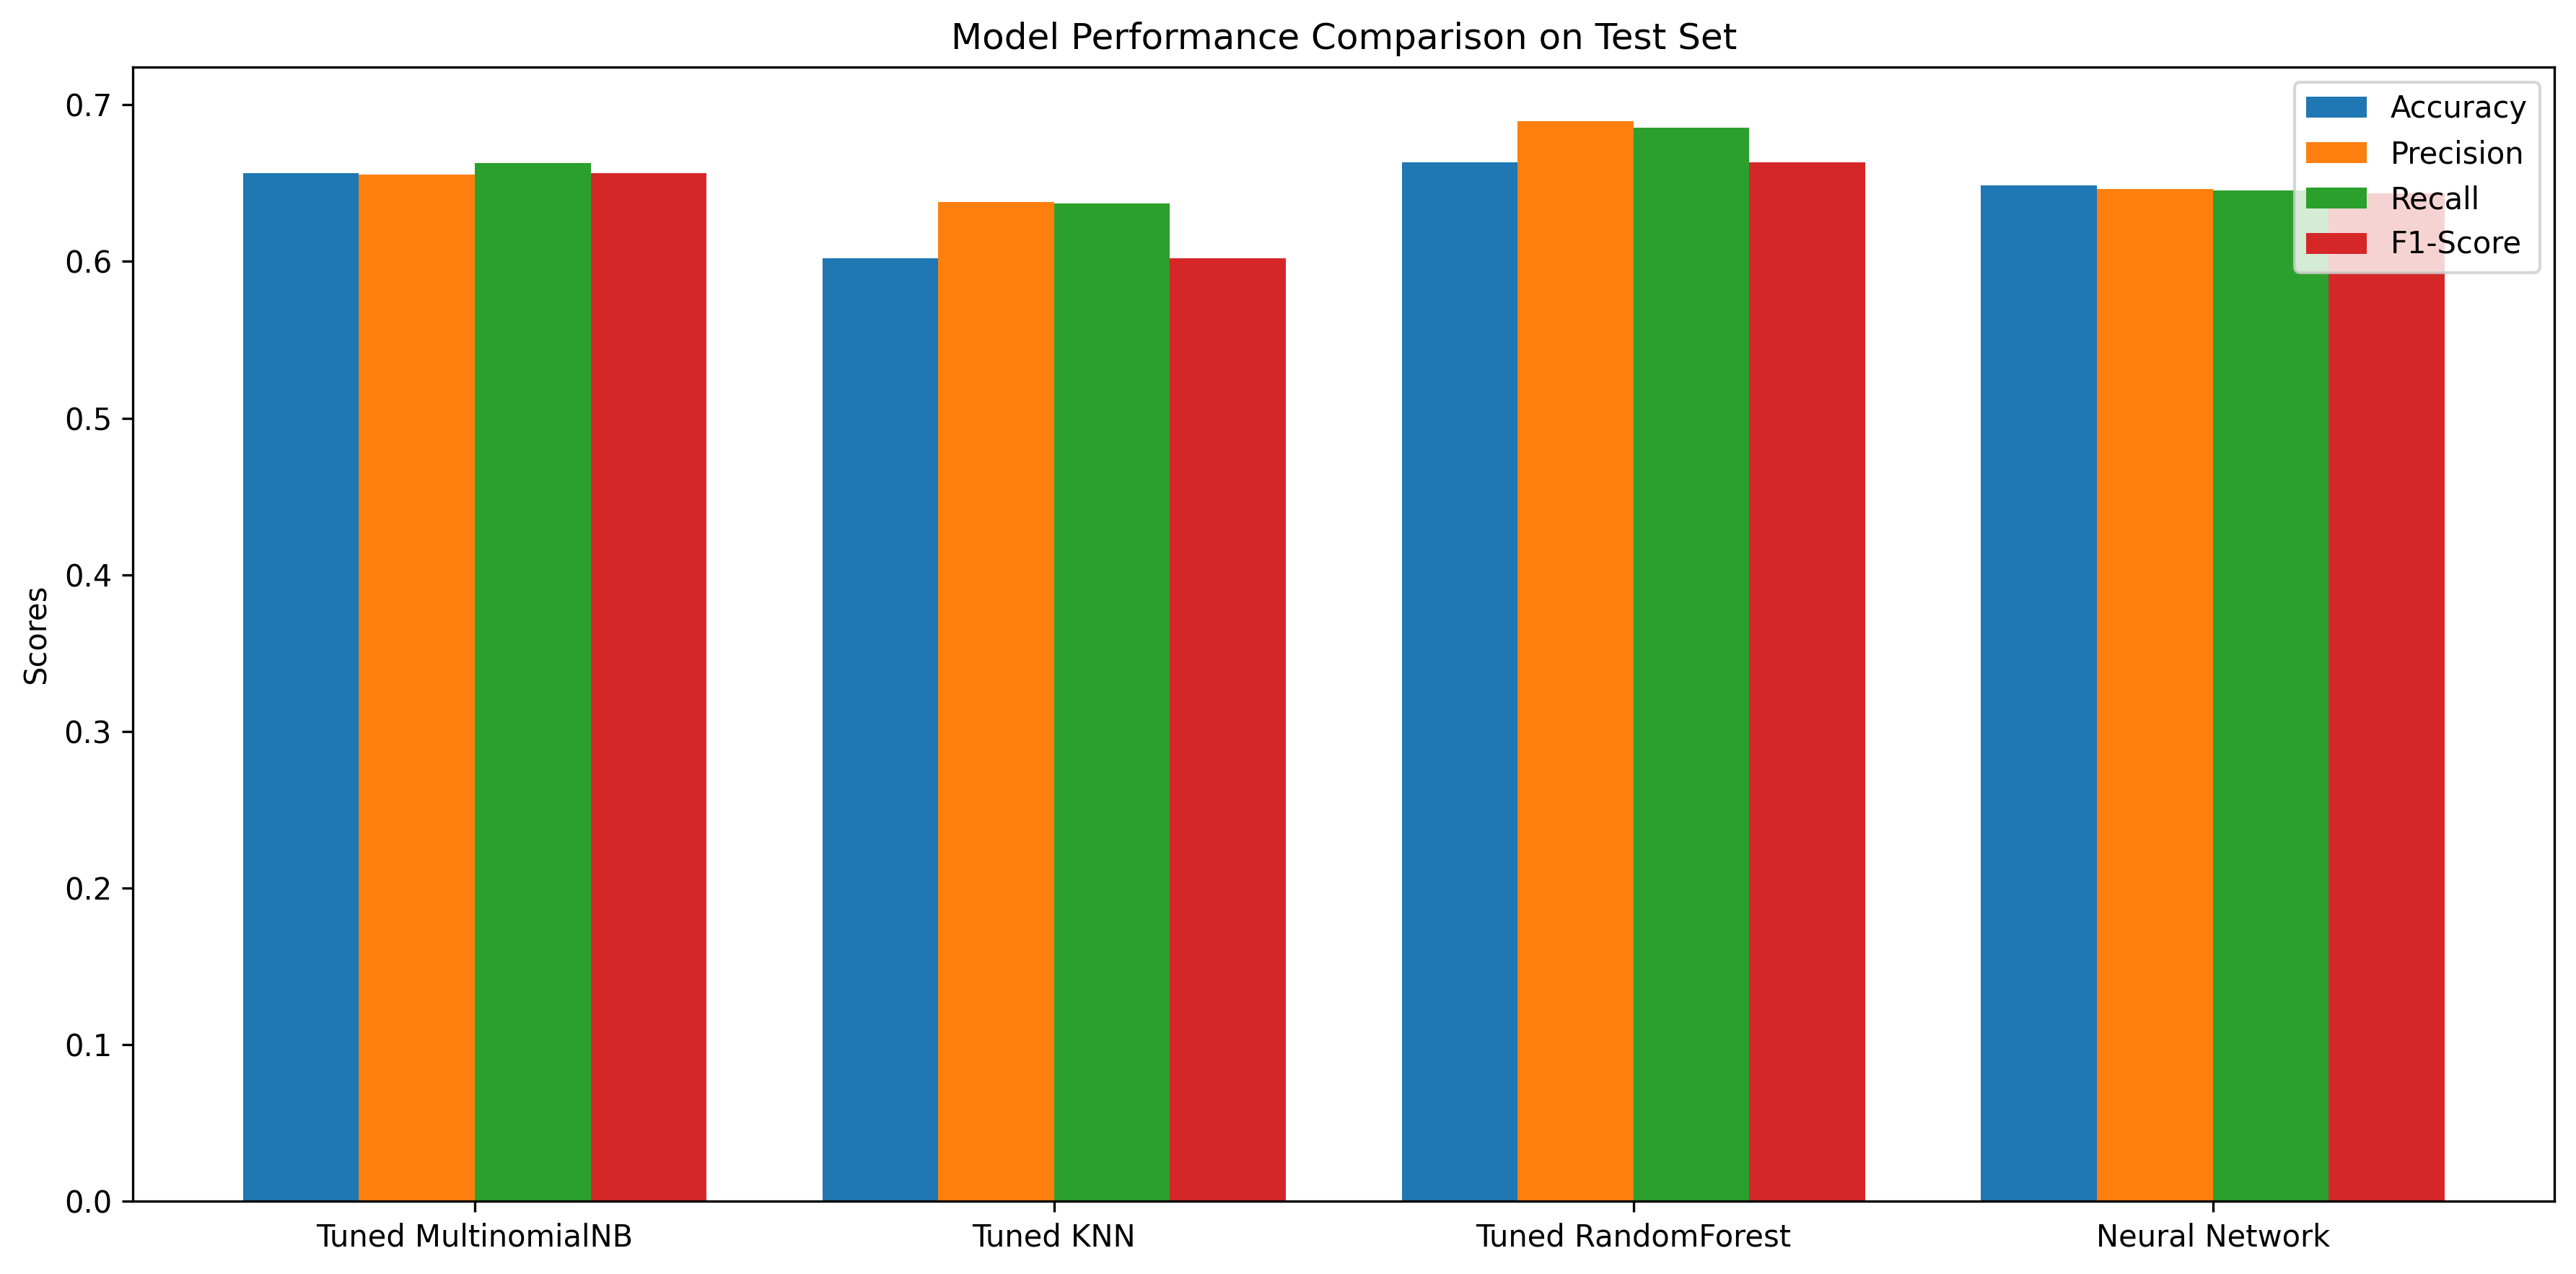 Model Performance Comparison on Test Set
0.7
0.6
0.5
0.4
0.3
0.2
0.1
0.0
Scores
Accuracy
Precision
Recall
F1-Score
Tuned MultinomialNB
Tuned KNN
Tuned RandomForest
Neural Network